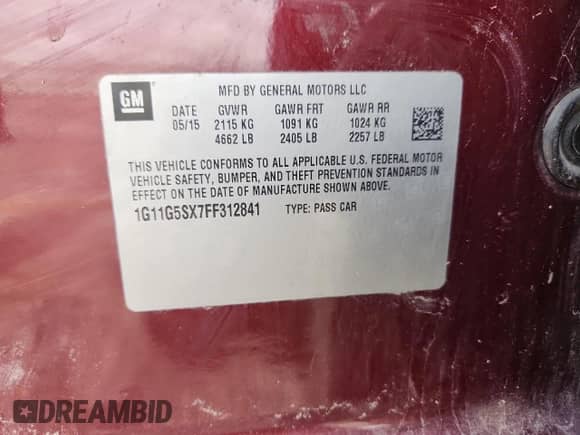 GM
MFD BY GENERAL MOTORS LLC
DATE GVWR GAWR FRT GAWR RR
05/15 2115 KG 1091 KG 1024 KG
4662 LB 2405 LB 2257 LB
THIS VEHICLE CONFORMS TO ALL APPLICABLE U.S. FEDERAL MOTOR
VEHICLE SAFETY, BUMPER, AND THEFT PREVENTION STANDARDS IN
EFFECT ON THE DATE OF MANUFACTURE SHOWN ABOVE.
1G11G5SX7FF312841 TYPE: PASS CAR
DREAMBID